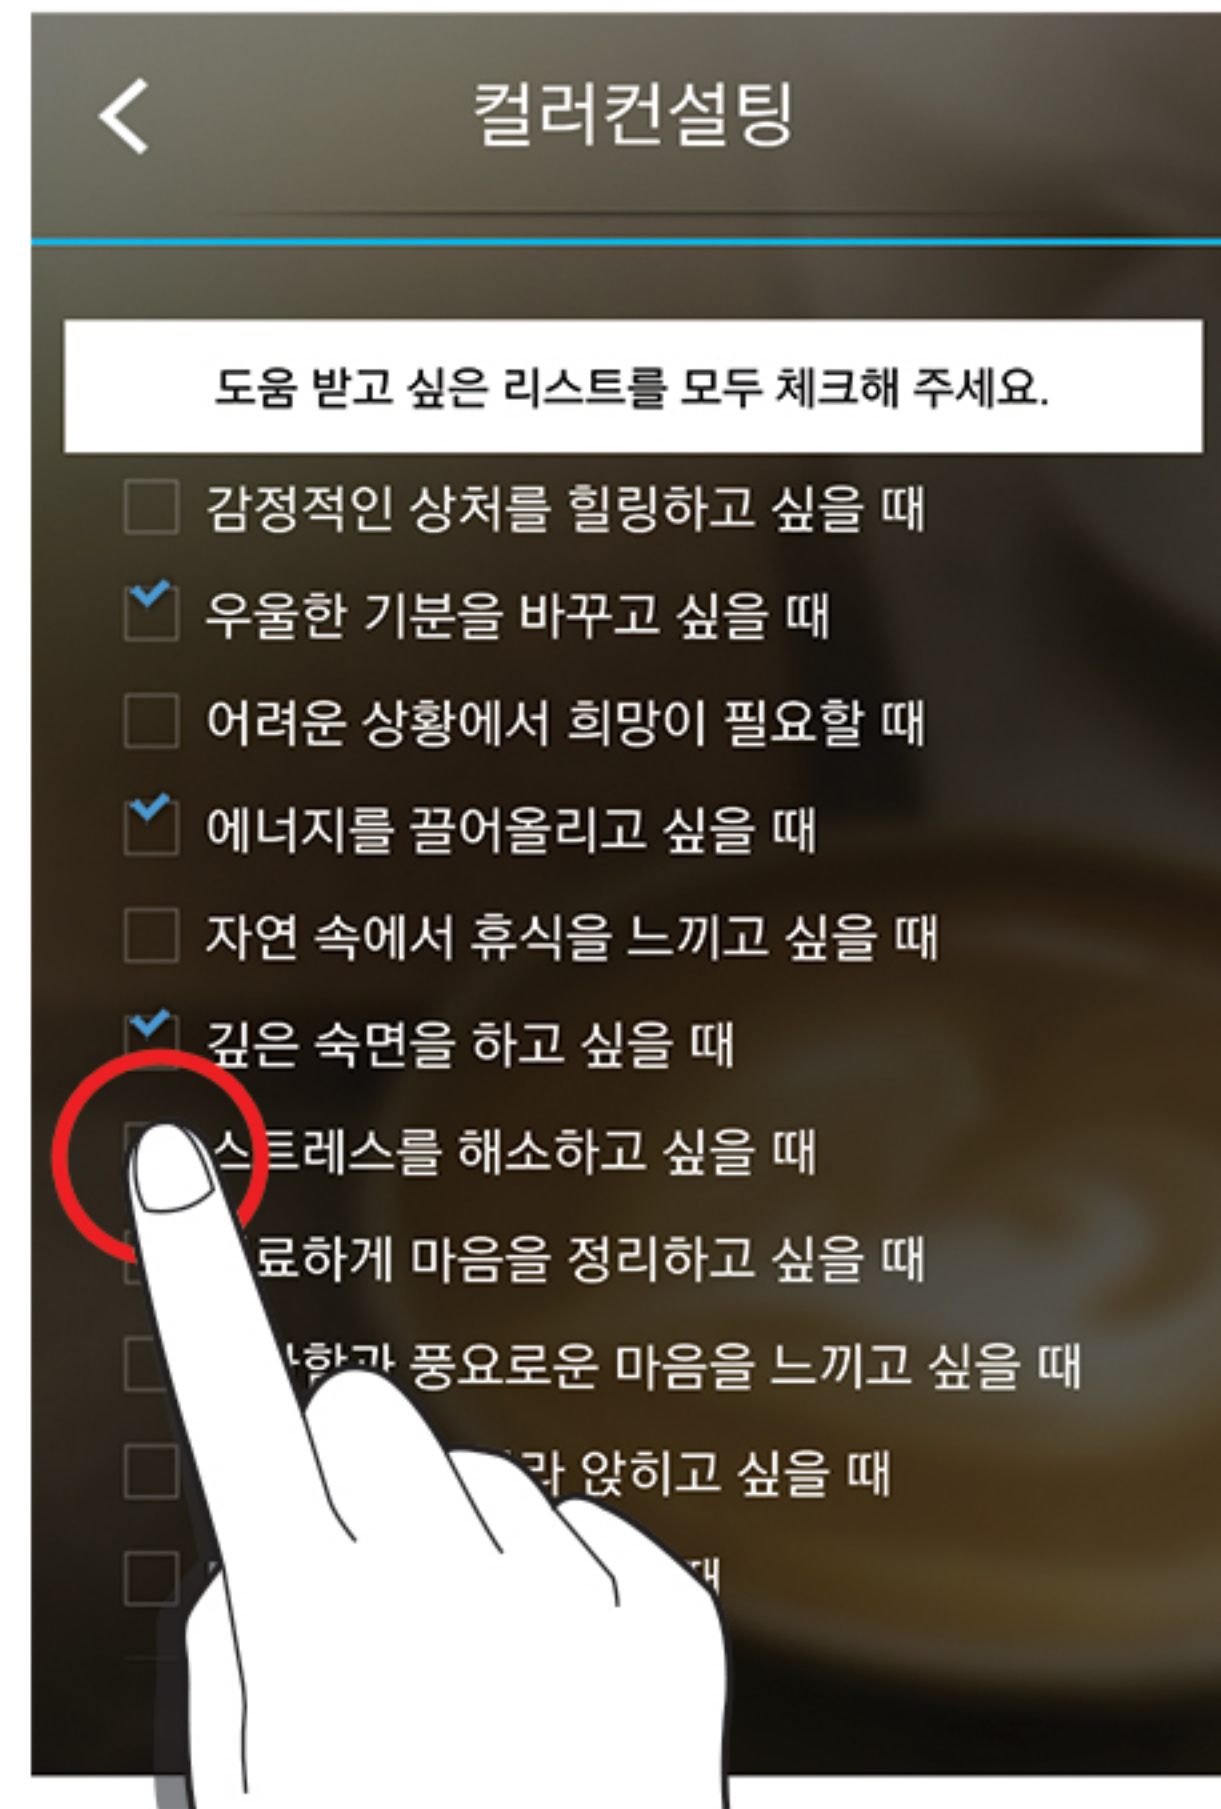 컬러컨설팅
도움 받고 싶은 리스트를 모두 체크해 주세요.
감정적인 상처를 힐링하고 싶을 때
우울한 기분을 바꾸고 싶을 때
어려운 상황에서 희망이 필요할 때
에너지를 끌어올리고 싶을 때
자연 속에서 휴식을 느끼고 싶을 때
깊은 숙면을 하고 싶을 때
스트레스를 해소하고 싶을 때
마음을 정리하고 싶을 때
풍요로운 마음을 느끼고 싶을 때
앉히고 싶을 때
때